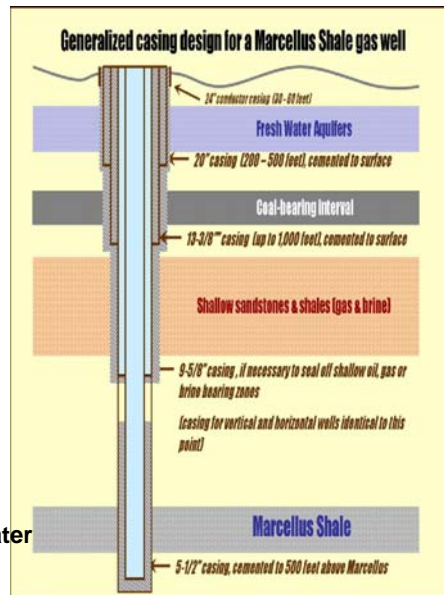 Generalized casing design for a Marcellus Shale gas well
24" conductor casing (30 - 60 feet)
Fresh Water Aquifers
20" casing (200 – 500 feet), cemented to surface
Coal-bearing Interval
13-3/8"" casing (up to 1,000 feet), cemented to surface
Shallow sandstones & shales (gas & brine)
9-5/8" casing, if necessary to seal off shallow oil, gas or
brine bearing zones
(casing for vertical and horizontal wells identical to this
point)
ater
Marcellus Shale
5-1/2" casing, cemented to 500 feet above Marcellus